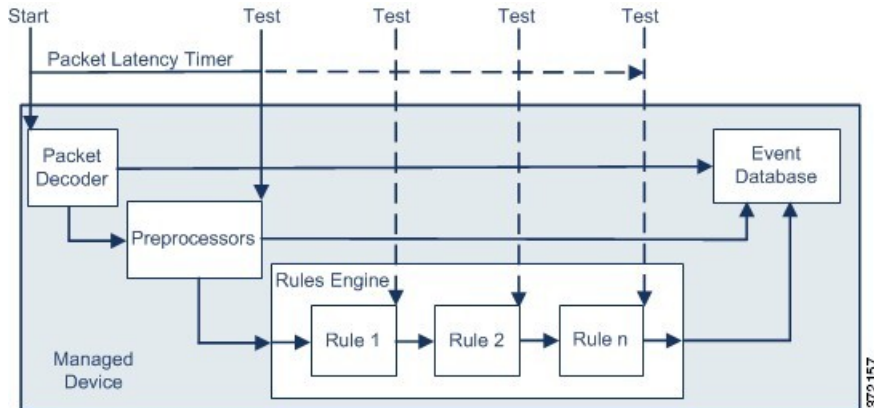 Start
Test
Test
Test
Test
Packet Latency Timer
Packet
Decoder
Event
Database
Preprocessors
Rules Engine
Rule 1
Rule 2
Rule n
Managed
Device
372157